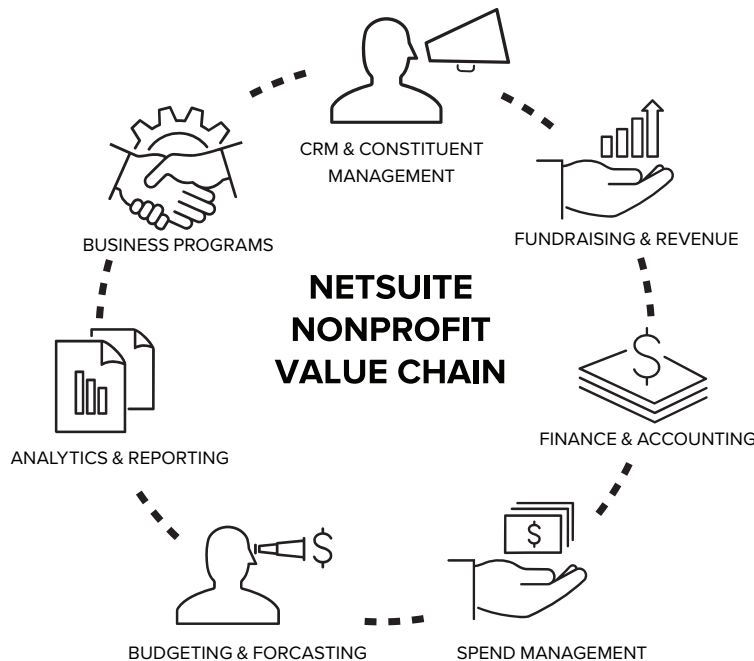 CRM & CONSTITUENT
MANAGEMENT
FUNDRAISING & REVENUE
BUSINESS PROGRAMS
NETSUITE
NONPROFIT
VALUE CHAIN
$
FINANCE & ACCOUNTING
ANALYTICS & REPORTING
$
$
BUDGETING & FORCASTING
SPEND MANAGEMENT